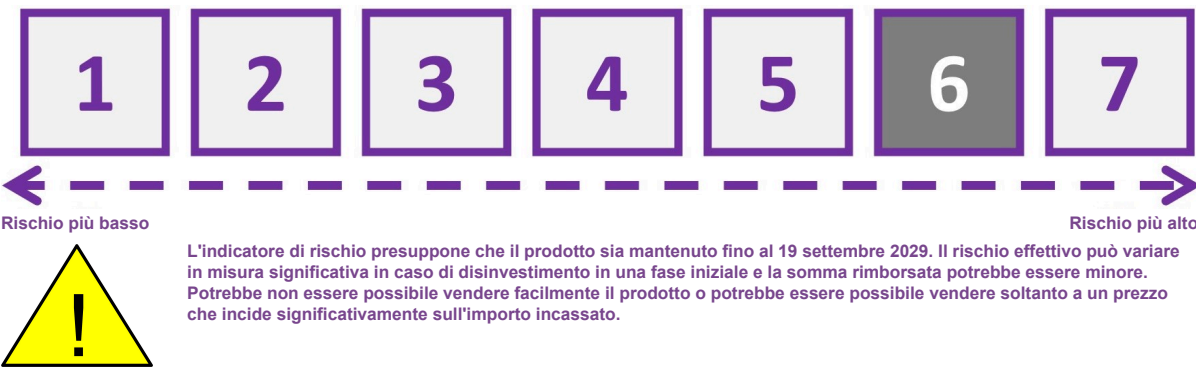 1 2 3 4 5 6 7
Rischio più basso Rischio più alto
L'indicatore di rischio presuppone che il prodotto sia mantenuto fino al 19 settembre 2029. Il rischio effettivo può variare
in misura significativa in caso di disinvestimento in una fase iniziale e la somma rimborsata potrebbe essere minore.
Potrebbe non essere possibile vendere facilmente il prodotto o potrebbe essere possibile vendere soltanto a un prezzo
che incide significativamente sull'importo incassato.
!